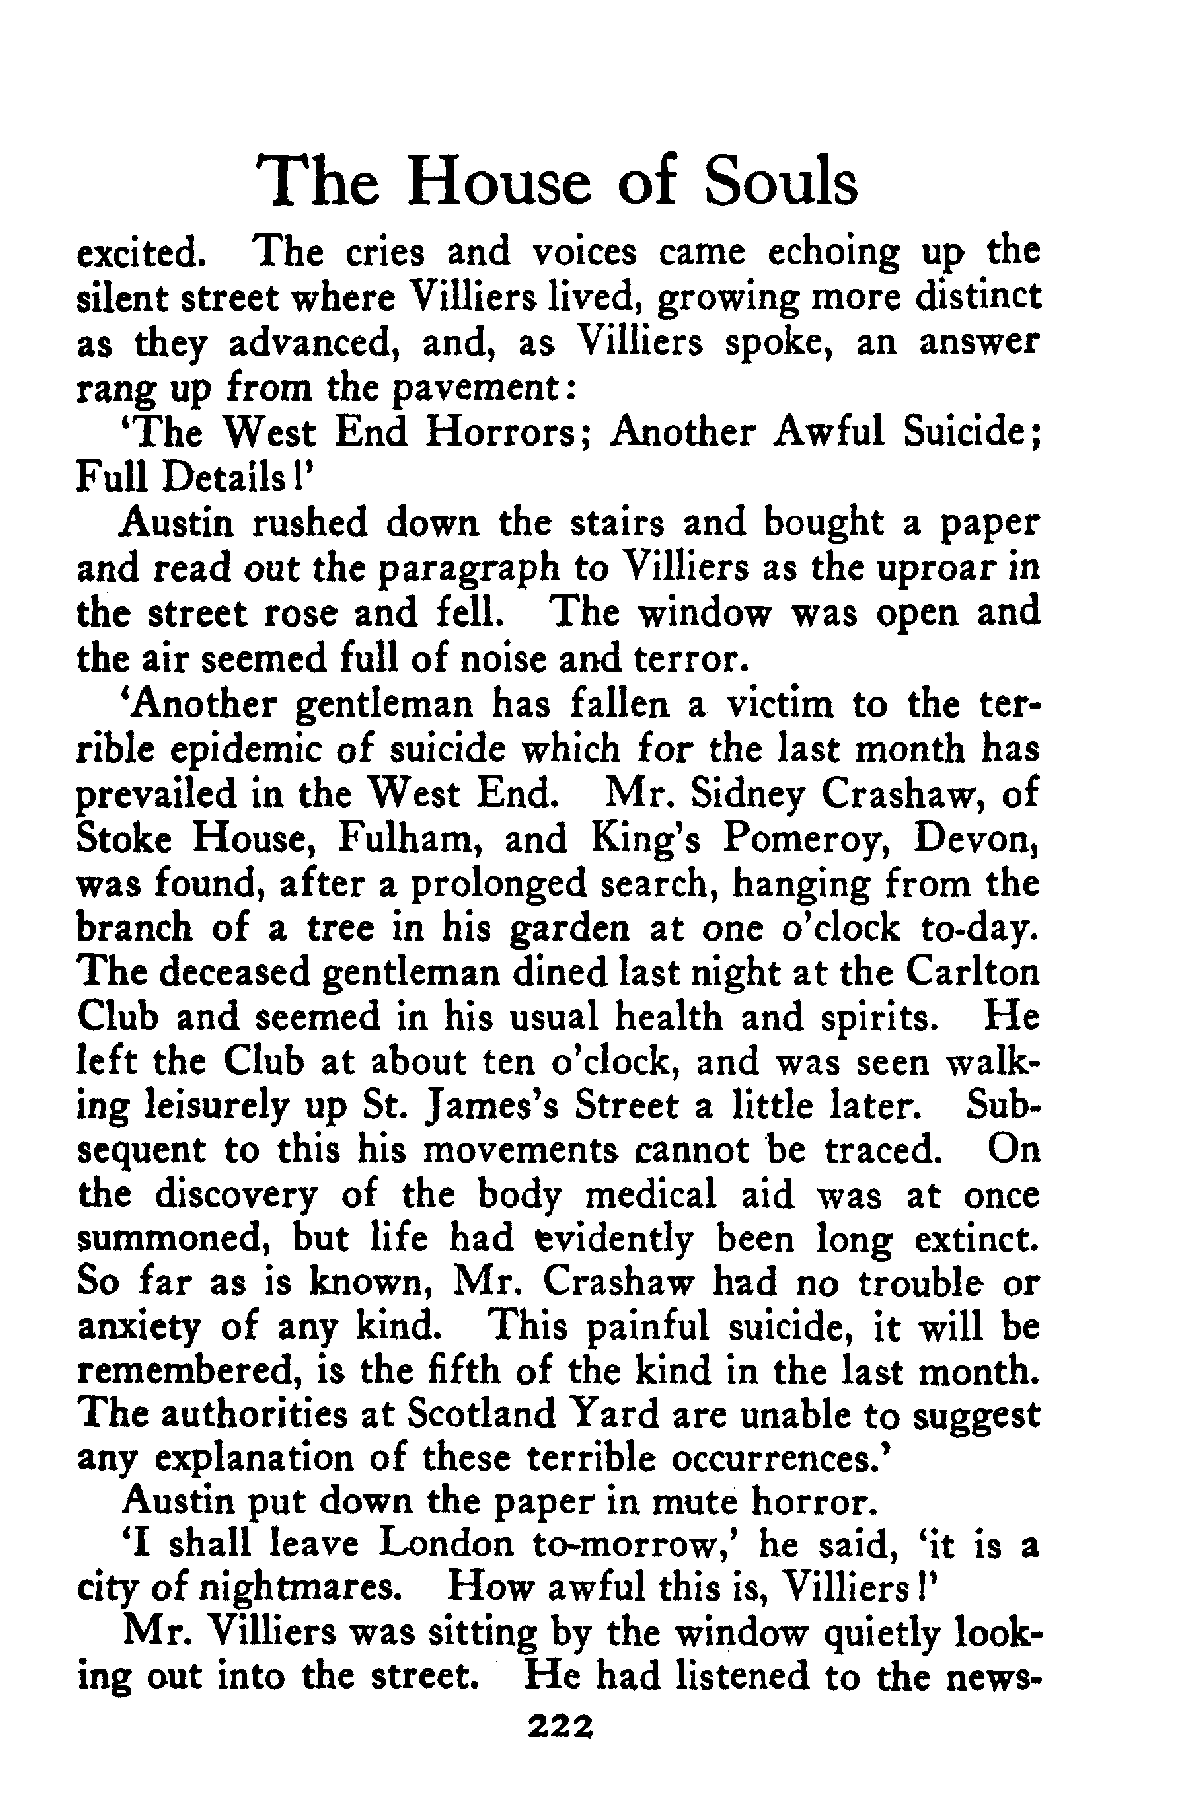 The House of Souls
excited. The cries and voices came echoing up the
silent street where Villiers lived, growing more distinct
as they advanced, and, as Villiers spoke, an answer
rang up from the pavement:
‘The West End Horrors; Another Awful Suicide;
Full Details!’
Austin rushed down the stairs and bought a paper
and read out the paragraph to Villiers as the uproar in
the street rose and fell. The window was open and
the air seemed full of noise and terror.
‘Another gentleman has fallen a victim to the ter-
rible epidemic of suicide which for the last month has
prevailed in the West End. Mr. Sidney Crashaw, of
Stoke House, Fulham, and King’s Pomeroy, Devon,
was found, after a prolonged search, hanging from the
branch of a tree in his garden at one o’clock to-day.
The deceased gentleman dined last night at the Carlton
Club and seemed in his usual health and spirits. He
left the Club at about ten o’clock, and was seen walk-
ing leisurely up St. James’s Street a little later. Sub-
sequent to this his movements cannot be traced. On
the discovery of the body medical aid was at once
summoned, but life had evidently been long extinct.
So far as is known, Mr. Crashaw had no trouble or
anxiety of any kind. This painful suicide, it will be
remembered, is the fifth of the kind in the last month.
The authorities at Scotland Yard are unable to suggest
any explanation of these terrible occurrences.’
Austin put down the paper in mute horror.
‘I shall leave London to-morrow,’ he said, ‘it is a
city of nightmares. How awful this is, Villiers!’
Mr. Villiers was sitting by the window quietly look-
ing out into the street. He had listened to the news-
222